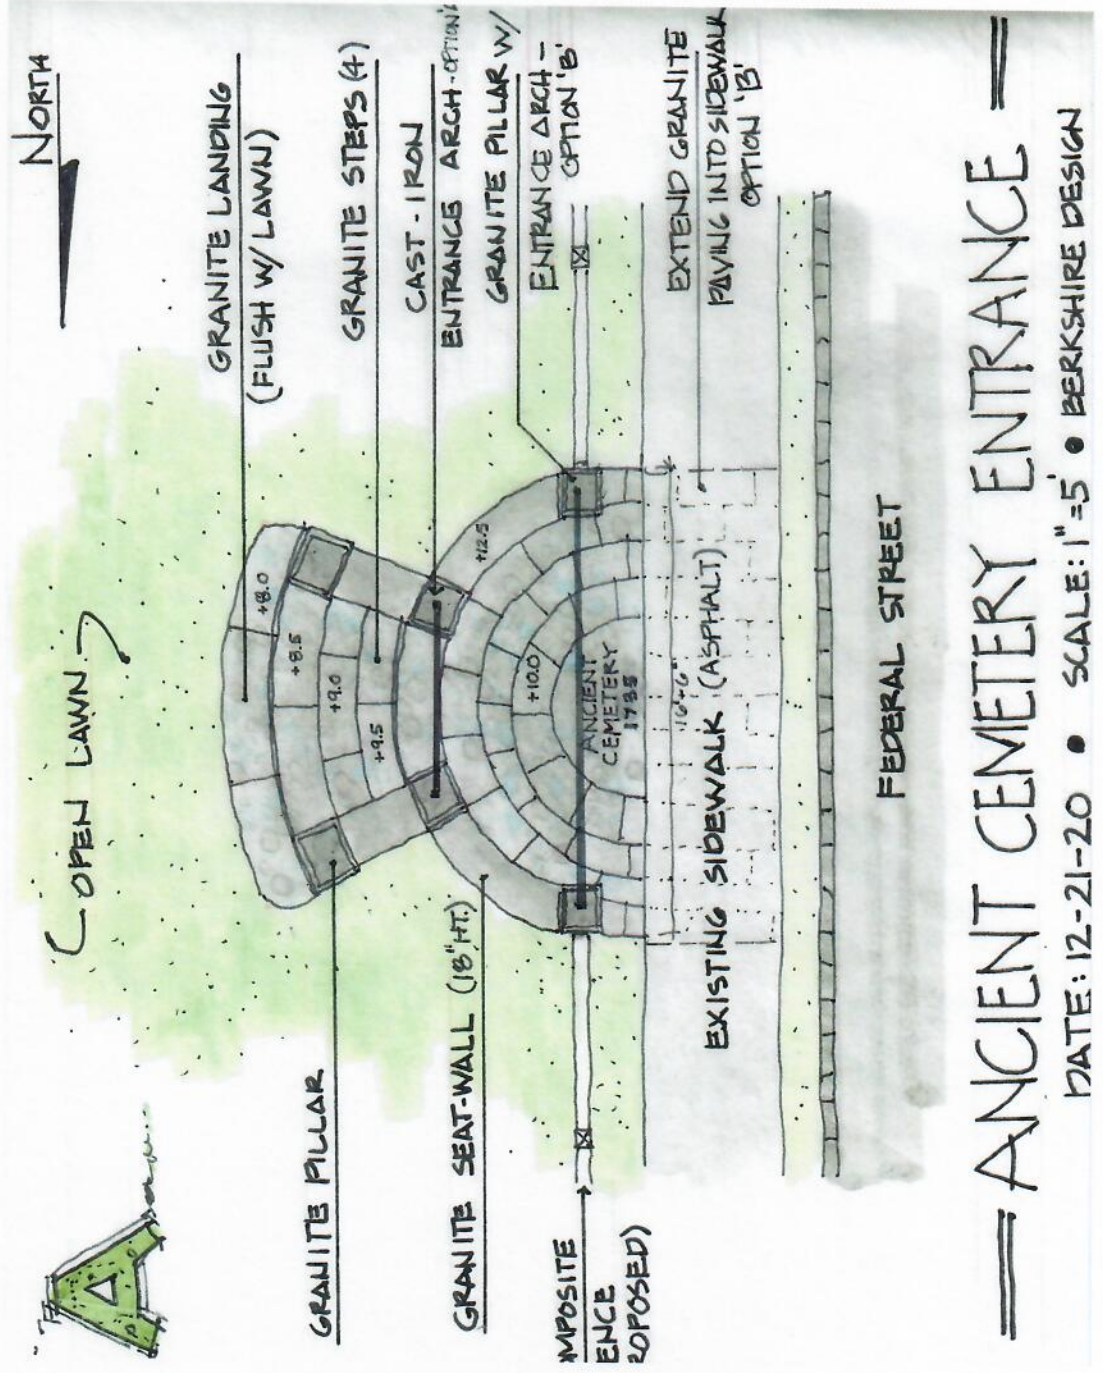 "A"
NORTH
OPEN LAWN
GRANITE LANDING
(FLUSH W/ LAWN)
GRANITE STEPS (4)
CAST-IRON
ENTRANCE ARCH-OPTION
GRANITE PILLAR W/
ENTRANCE ARCH -
OPTION 'B'
EXTEND GRANITE
PAVING INTO SIDEWALK
OPTION 'B'
GRANITE PILLAR
GRANITE SEAT-WALL (18" HT.)
MPOSITE
ENCE
ROPOSED)
+8.0
+8.5
+9.0
+9.5
+12.5
+10.0
ANCIENT
CEMETERY
1735
16'-6"
EXISTING SIDEWALK (ASPHALT)
FEDERAL STREET
ANCIENT CEMETERY ENTRANCE
DATE: 12-21-20 • SCALE: 1"=5' • BERKSHIRE DESIGN